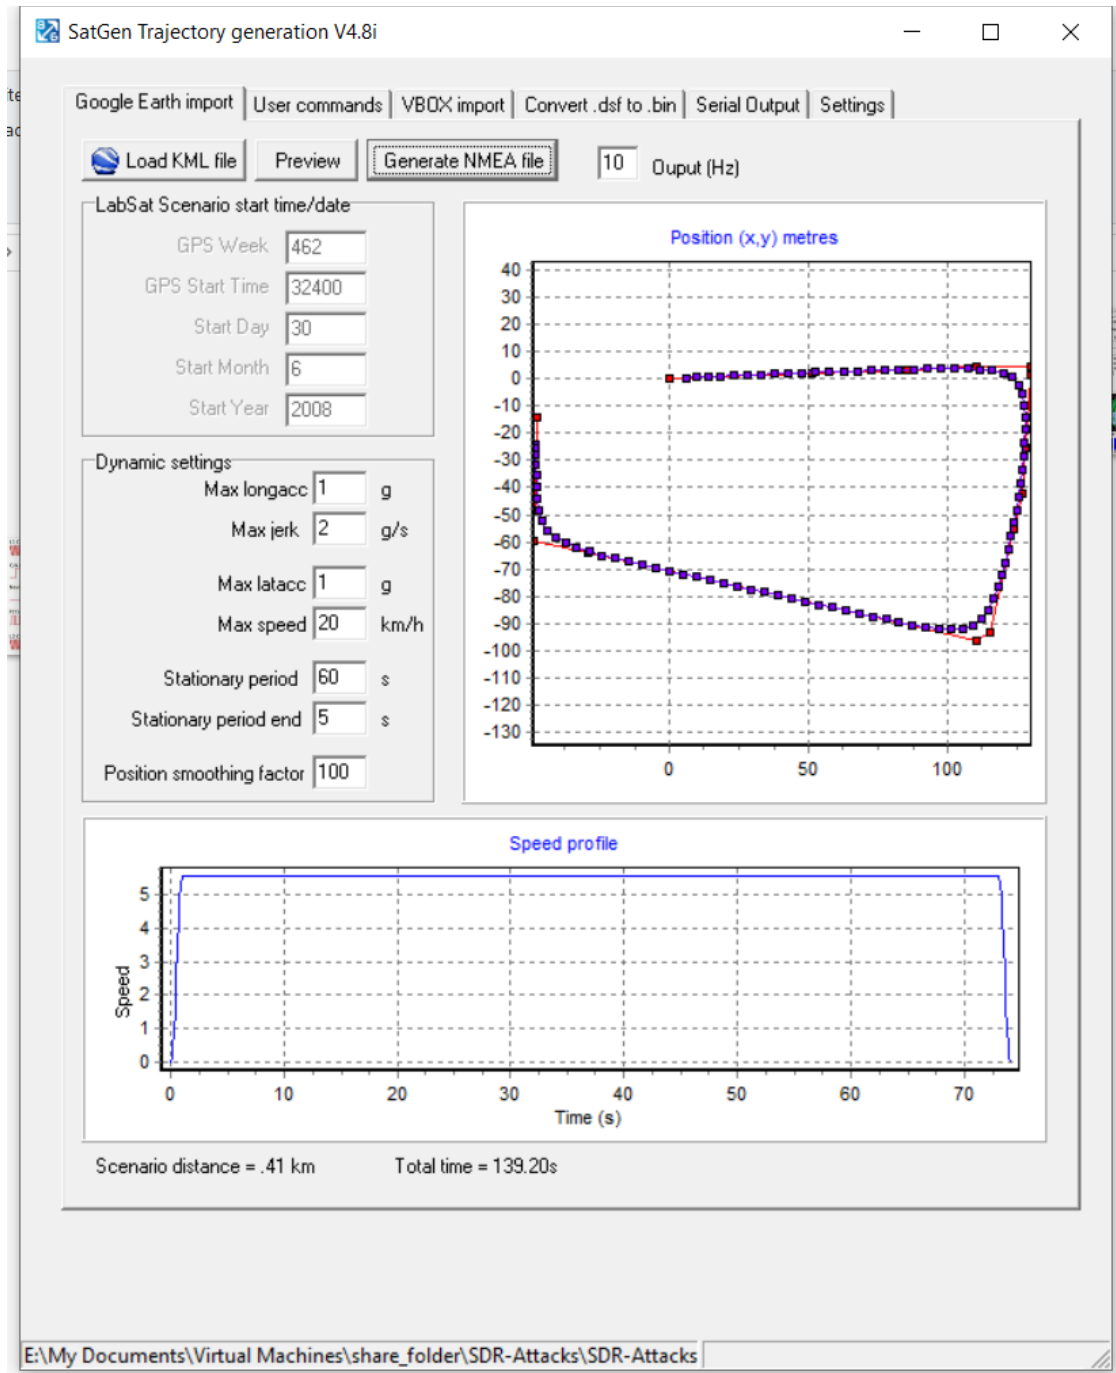 SatGen Trajectory generation V4.8i
Google Earth import User commands VBOX import Convert .dsf to .bin Serial Output Settings
Load KML file Preview Generate NMEA file 10 Ouput (Hz)
LabSat Scenario start time/date
GPS Week 462
GPS Start Time 32400
Start Day 30
Start Month 6
Start Year 2008
Dynamic settings
Max longacc 1 g
Max jerk 2 g/s
Max latacc 1 g
Max speed 20 km/h
Stationary period 60 s
Stationary period end 5 s
Position smoothing factor 100
Position (x,y) metres
40
30
20
10
0
-10
-20
-30
-40
-50
-60
-70
-80
-90
-100
-110
-120
-130
0 50 100
Speed profile
Speed
5
4
3
2
1
0
0 10 20 30 40 50 60 70
Time (s)
Scenario distance = .41 km Total time = 139.20s
E:\My Documents\Virtual Machines\share_folder\SDR-Attacks\SDR-Attacks